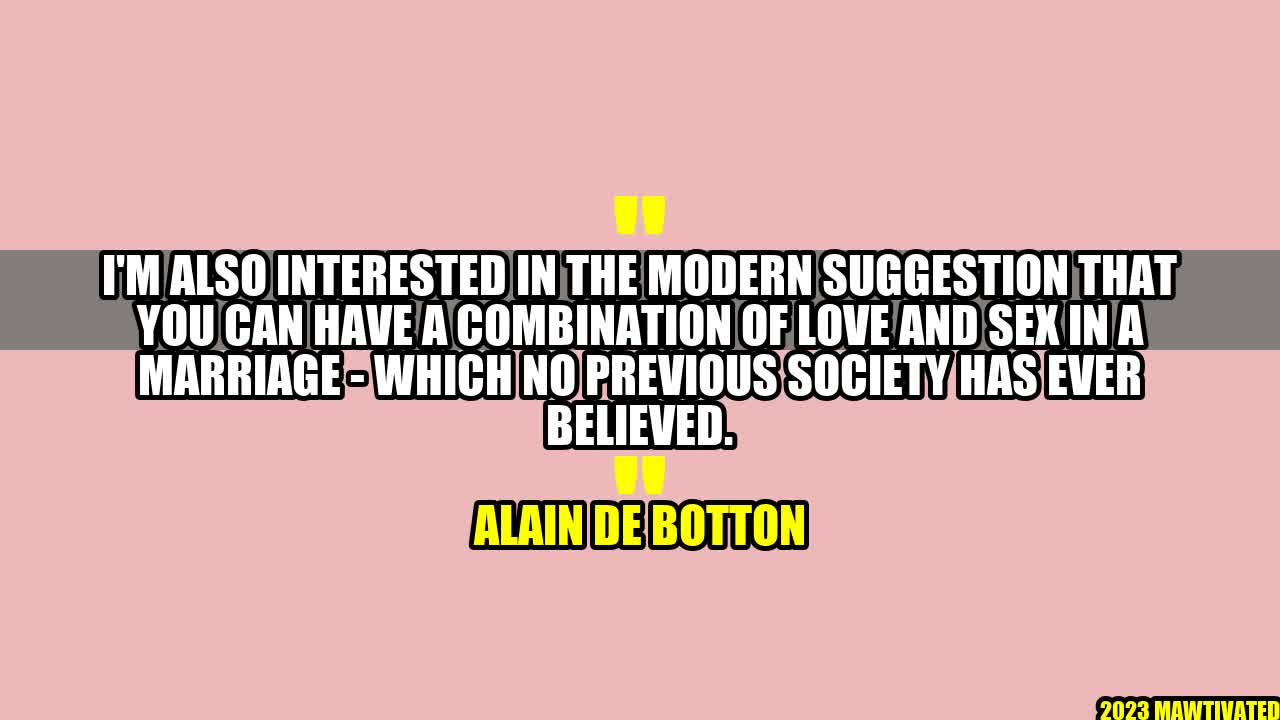 "
I'M ALSO INTERESTED IN THE MODERN SUGGESTION THAT
YOU CAN HAVE A COMBINATION OF LOVE AND SEX IN A
MARRIAGE - WHICH NO PREVIOUS SOCIETY HAS EVER
BELIEVED.
"
ALAIN DE BOTTON
2023 MAWTIVATED